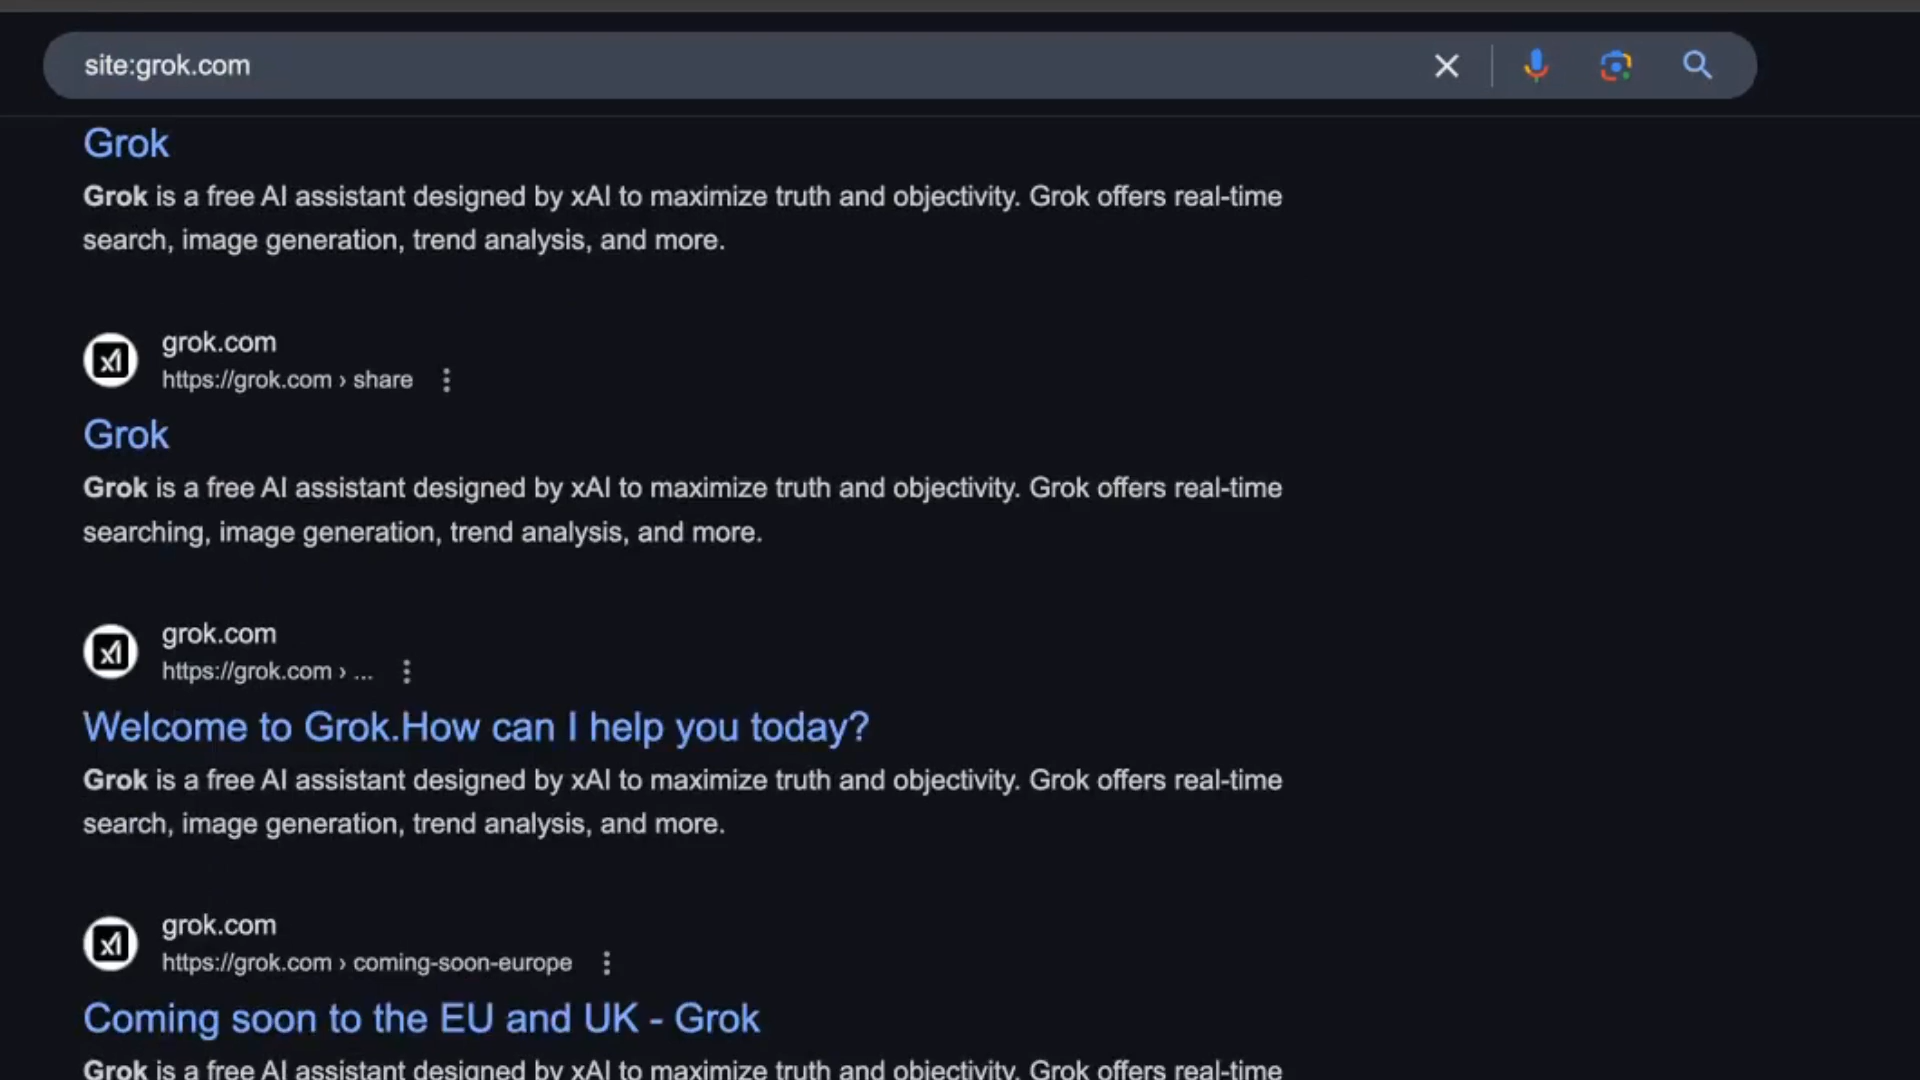 site:grok.com
Grok
Grok is a free AI assistant designed by xAI to maximize truth and objectivity. Grok offers real-time
search, image generation, trend analysis, and more.
xI
grok.com
https://grok.com › share
Grok
Grok is a free AI assistant designed by xAI to maximize truth and objectivity. Grok offers real-time
searching, image generation, trend analysis, and more.
xI
grok.com
https://grok.com › ...
Welcome to Grok.How can I help you today?
Grok is a free AI assistant designed by xAI to maximize truth and objectivity. Grok offers real-time
search, image generation, trend analysis, and more.
xI
grok.com
https://grok.com › coming-soon-europe
Coming soon to the EU and UK - Grok
Grok is a free AI assistant designed by xAI to maximize truth and objectivity. Grok offers real-time